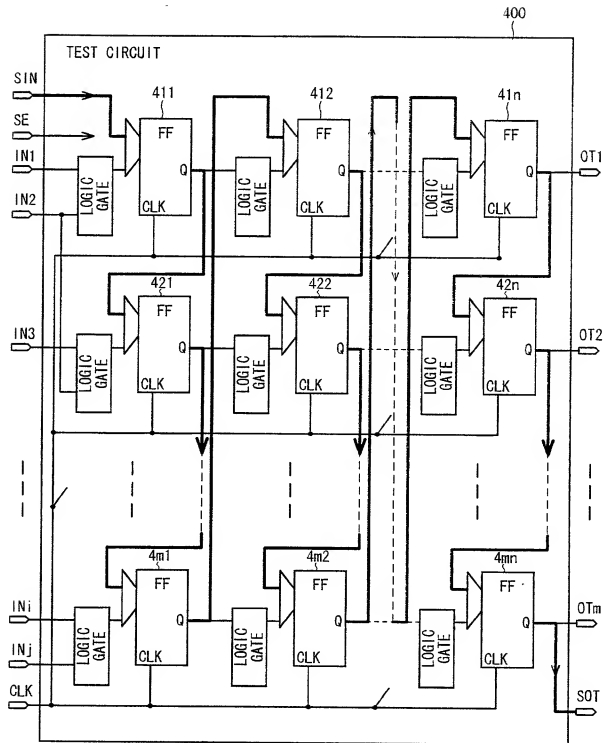 400
TEST CIRCUIT
SIN
411
412
41n
SE
FF
FF
FF
IN1
LOGIC GATE
Q
LOGIC GATE
Q
LOGIC GATE
Q
OT1
IN2
CLK
CLK
CLK
421
422
42n
FF
FF
FF
IN3
LOGIC GATE
Q
LOGIC GATE
Q
LOGIC GATE
Q
OT2
CLK
CLK
CLK
4m1
4m2
4mn
FF
FF
FF
INi
LOGIC GATE
Q
LOGIC GATE
Q
LOGIC GATE
Q
OTm
INj
CLK
CLK
CLK
CLK
SOT